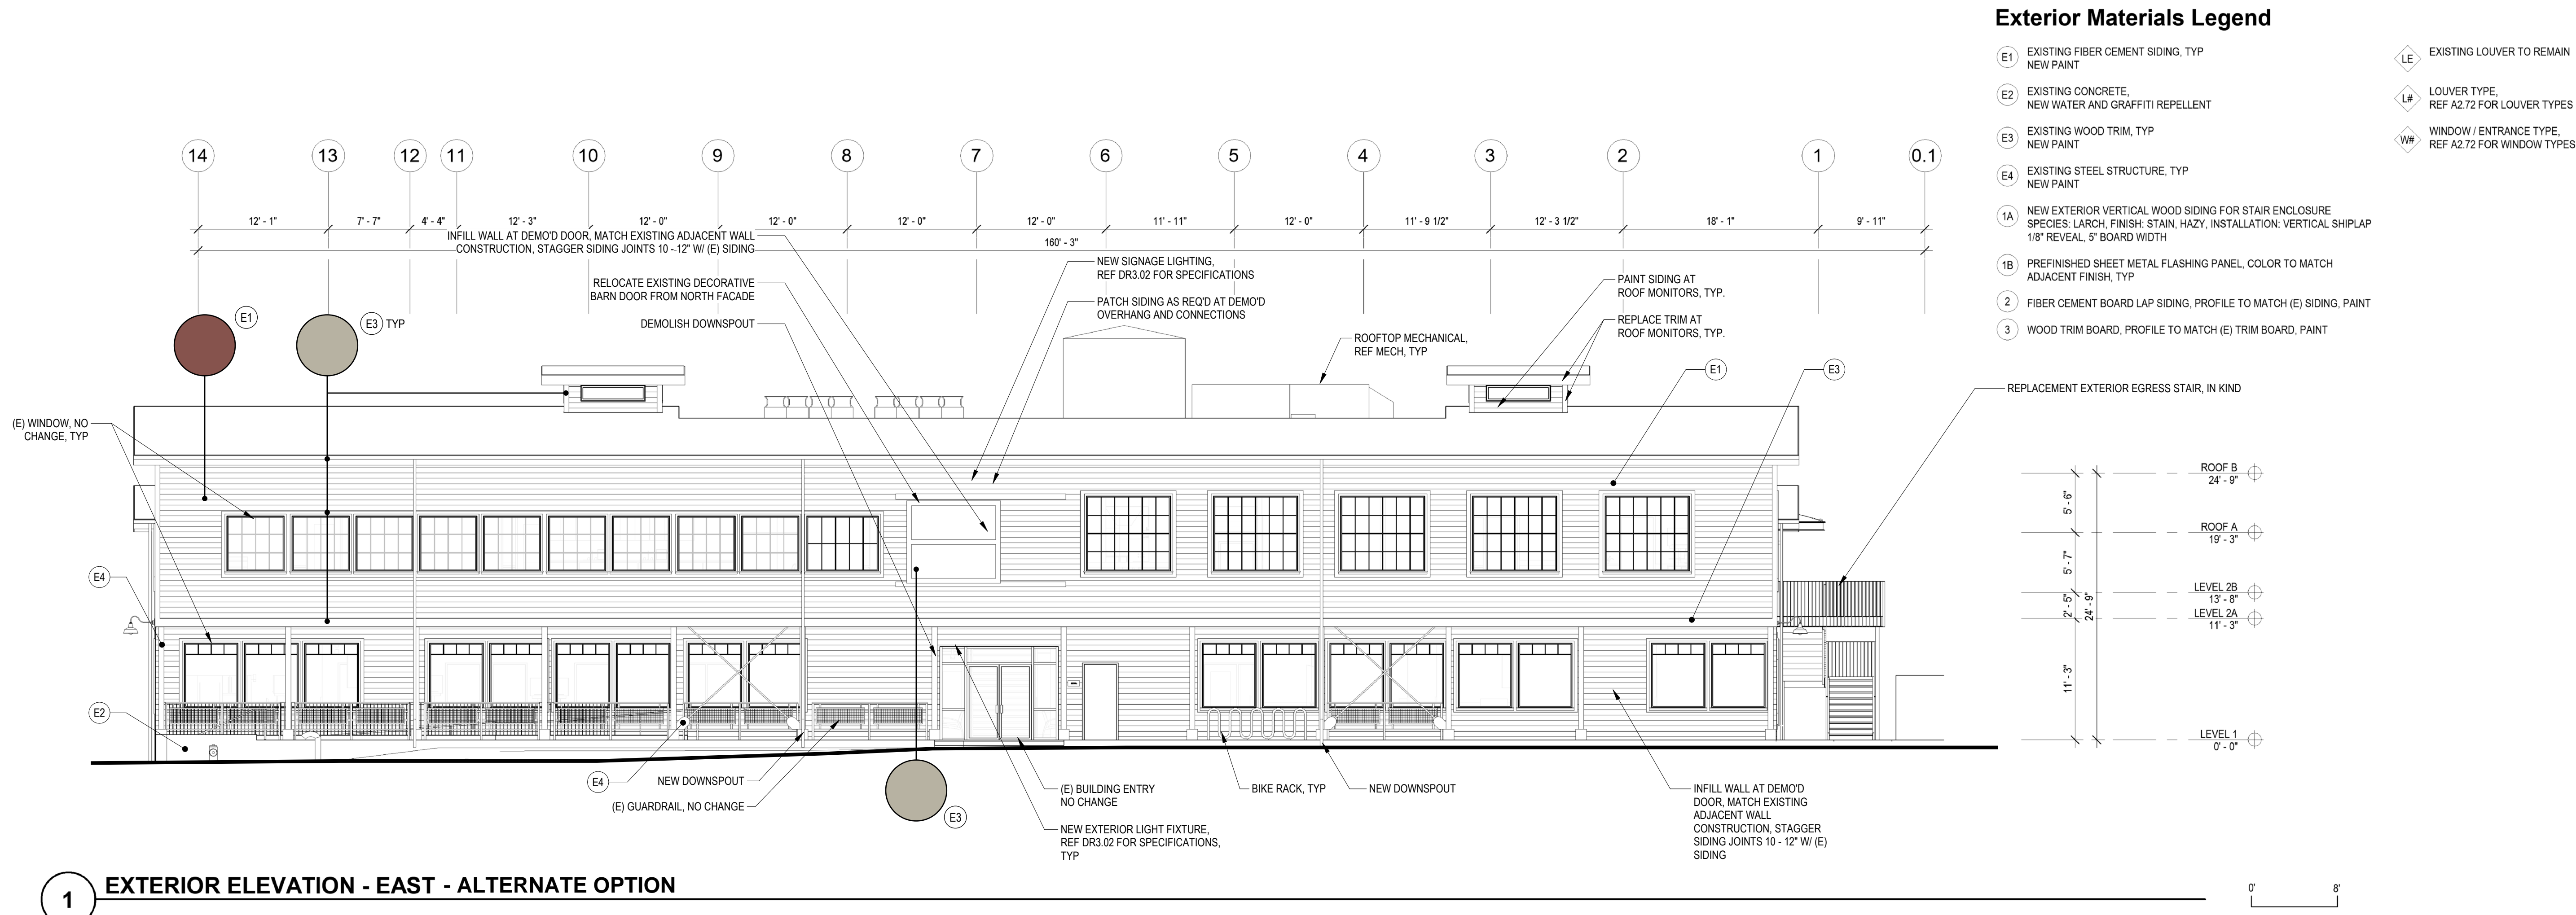 Exterior Materials Legend
E1
EXISTING FIBER CEMENT SIDING, TYP
NEW PAINT
E2
EXISTING CONCRETE,
NEW WATER AND GRAFFITI REPELLENT
E3
EXISTING WOOD TRIM, TYP
NEW PAINT
E4
EXISTING STEEL STRUCTURE, TYP
NEW PAINT
1A
NEW EXTERIOR VERTICAL WOOD SIDING FOR STAIR ENCLOSURE
SPECIES: LARCH, FINISH: STAIN, HAZY, INSTALLATION: VERTICAL SHIPLAP
1/8" REVEAL, 5" BOARD WIDTH
1B
PREFINISHED SHEET METAL FLASHING PANEL, COLOR TO MATCH
ADJACENT FINISH, TYP
2
FIBER CEMENT BOARD LAP SIDING, PROFILE TO MATCH (E) SIDING, PAINT
3
WOOD TRIM BOARD, PROFILE TO MATCH (E) TRIM BOARD, PAINT
LE
EXISTING LOUVER TO REMAIN
L#
LOUVER TYPE,
REF A2.72 FOR LOUVER TYPES
W#
WINDOW / ENTRANCE TYPE,
REF A2.72 FOR WINDOW TYPES
14 13 12 11 10 9 8 7 6 5 4 3 2 1 0.1
12' - 1" 7' - 7" 4' - 4" 12' - 3" 12' - 0" 12' - 0" 12' - 0" 12' - 0" 11' - 11" 12' - 0" 11' - 9 1/2" 12' - 3 1/2" 18' - 1" 9' - 11"
160' - 3"
INFILL WALL AT DEMO'D DOOR, MATCH EXISTING ADJACENT WALL
CONSTRUCTION, STAGGER SIDING JOINTS 10 - 12" W/ (E) SIDING
RELOCATE EXISTING DECORATIVE
BARN DOOR FROM NORTH FACADE
DEMOLISH DOWNSPOUT
NEW SIGNAGE LIGHTING,
REF DR3.02 FOR SPECIFICATIONS
PATCH SIDING AS REQ'D AT DEMO'D
OVERHANG AND CONNECTIONS
ROOFTOP MECHANICAL,
REF MECH, TYP
PAINT SIDING AT
ROOF MONITORS, TYP.
REPLACE TRIM AT
ROOF MONITORS, TYP.
E1
E3 TYP
E1
E3
REPLACEMENT EXTERIOR EGRESS STAIR, IN KIND
(E) WINDOW, NO
CHANGE, TYP
E4
E2
ROOF B
24' - 9"
5' - 6"
ROOF A
19' - 3"
5' - 7"
LEVEL 2B
13' - 8"
2' - 5"
24' - 9"
LEVEL 2A
11' - 3"
11' - 3"
LEVEL 1
0' - 0"
E4
NEW DOWNSPOUT
(E) GUARDRAIL, NO CHANGE
E3
(E) BUILDING ENTRY
NO CHANGE
NEW EXTERIOR LIGHT FIXTURE,
REF DR3.02 FOR SPECIFICATIONS,
TYP
BIKE RACK, TYP
NEW DOWNSPOUT
INFILL WALL AT DEMO'D
DOOR, MATCH EXISTING
ADJACENT WALL
CONSTRUCTION, STAGGER
SIDING JOINTS 10 - 12" W/ (E)
SIDING
1
EXTERIOR ELEVATION - EAST - ALTERNATE OPTION
0' 8'